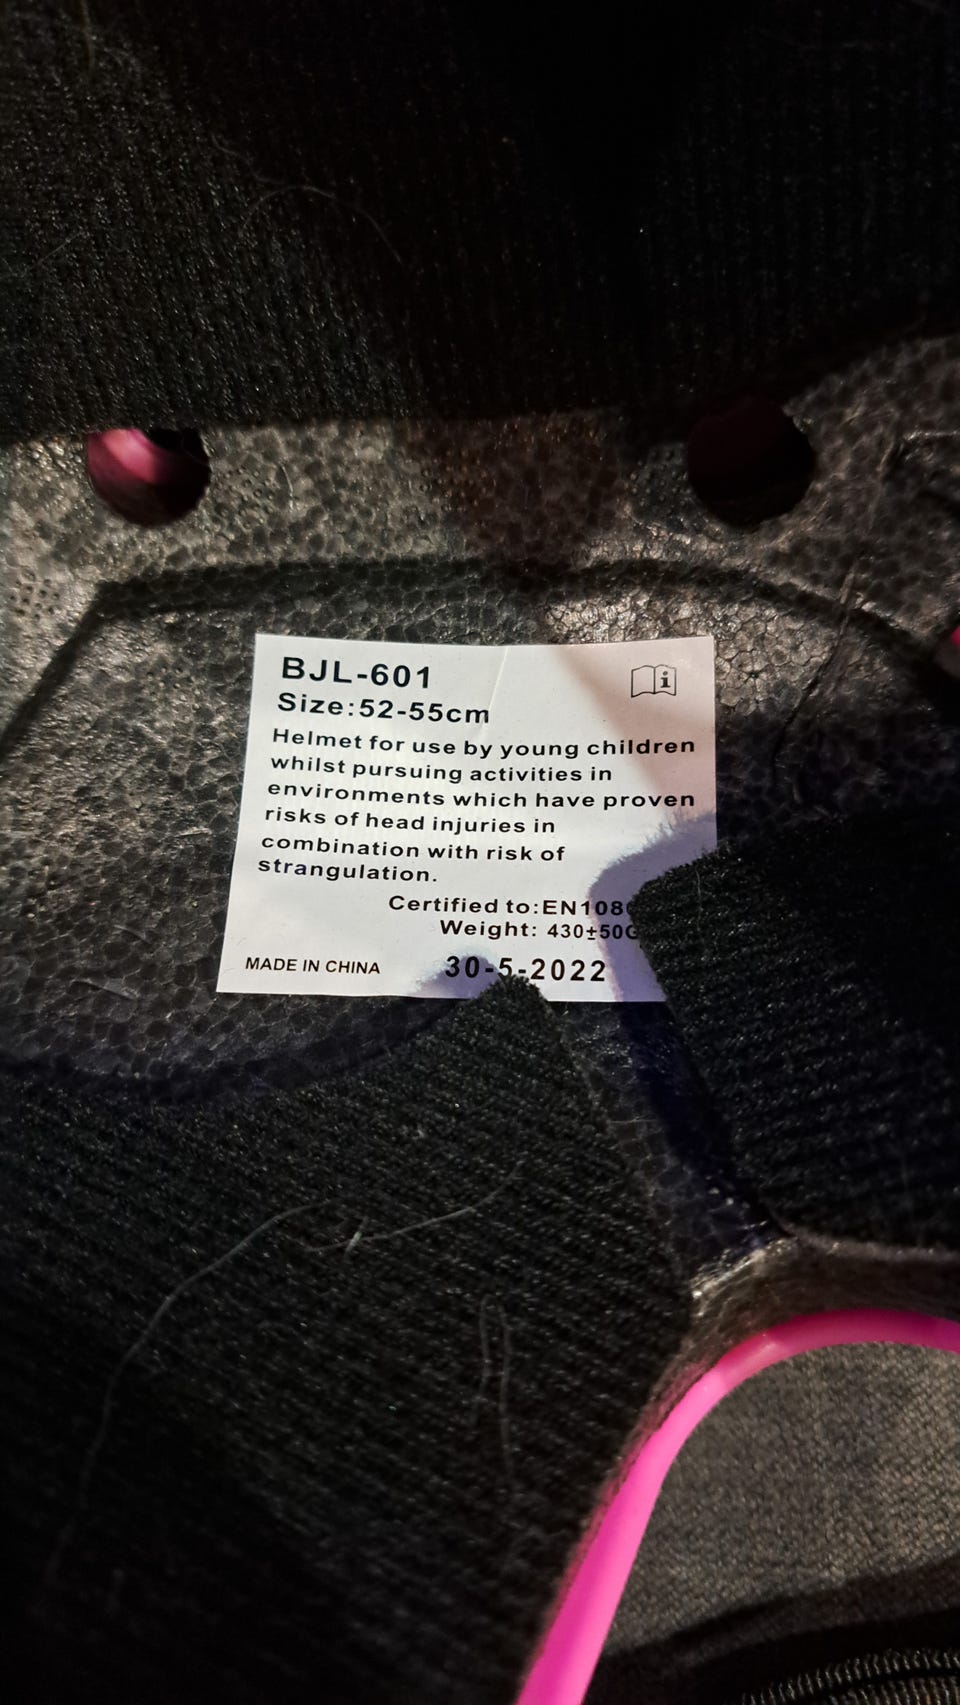 BJL-601
Size:52-55cm
Helmet for use by young children
whilst pursuing activities in
environments which have proven
risks of head injuries in
combination with risk of
strangulation.
Certified to:EN108
Weight: 430±50G
MADE IN CHINA 30-5-2022